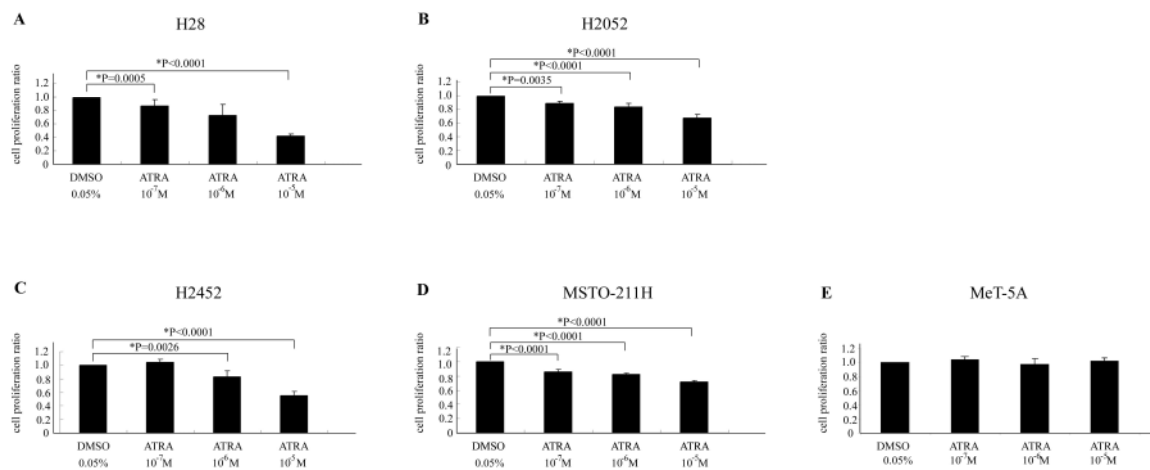 A
H28
*P<0.0001
*P=0.0005
cell proliferation ratio
1.2
1.0
0.8
0.6
0.4
0.2
0
DMSO ATRA ATRA ATRA
0.05% 10⁻⁷M 10⁻⁶M 10⁻⁵M
B
H2052
*P<0.0001
*P<0.0001
*P=0.0035
cell proliferation ratio
1.2
1.0
0.8
0.6
0.4
0.2
0
DMSO ATRA ATRA ATRA
0.05% 10⁻⁷M 10⁻⁶M 10⁻⁵M
C
H2452
*P<0.0001
*P=0.0026
cell proliferation ratio
1.2
1.0
0.8
0.6
0.4
0.2
0
DMSO ATRA ATRA ATRA
0.05% 10⁻⁷M 10⁻⁶M 10⁻⁵M
D
MSTO-211H
*P<0.0001
*P<0.0001
*P<0.0001
cell proliferation ratio
1.2
1.0
0.8
0.6
0.4
0.2
0
DMSO ATRA ATRA ATRA
0.05% 10⁻⁷M 10⁻⁶M 10⁻⁵M
E
MeT-5A
cell proliferation ratio
1.2
1.0
0.8
0.6
0.4
0.2
0
DMSO ATRA ATRA ATRA
0.05% 10⁻⁷M 10⁻⁶M 10⁻⁵M